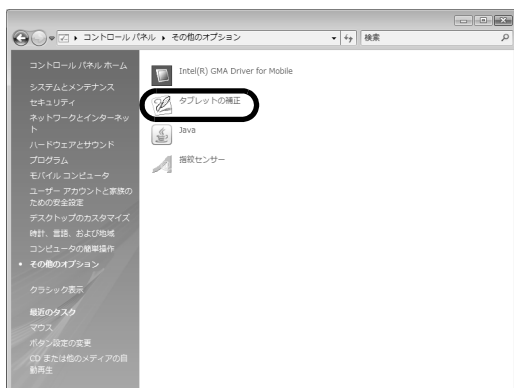 コントロール パネル ▸ その他のオプション
検索
コントロール パネル ホーム
システムとメンテナンス
セキュリティ
ネットワークとインターネッ
ト
ハードウェアとサウンド
プログラム
モバイル コンピュータ
ユーザー アカウントと家族の
ための安全設定
デスクトップのカスタマイズ
時計、言語、および地域
コンピュータの簡単操作
• その他のオプション
クラシック表示
最近のタスク
マウス
ボタン設定の変更
CD または他のメディアの自
動再生
Intel(R) GMA Driver for Mobile
タブレットの補正
Java
指紋センサー